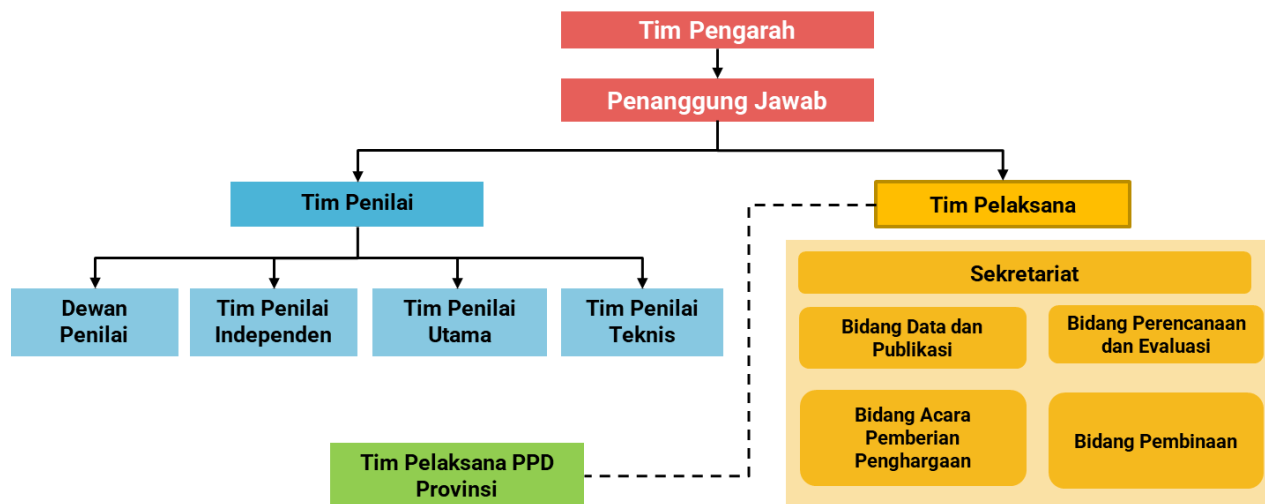 Tim Pengarah
Penanggung Jawab
Tim Penilai
Tim Pelaksana
Dewan
Penilai
Tim Penilai
Independen
Tim Penilai
Utama
Tim Penilai
Teknis
Sekretariat
Bidang Data dan
Publikasi
Bidang Perencanaan
dan Evaluasi
Bidang Acara
Pemberian
Penghargaan
Bidang Pembinaan
Tim Pelaksana PPD
Provinsi